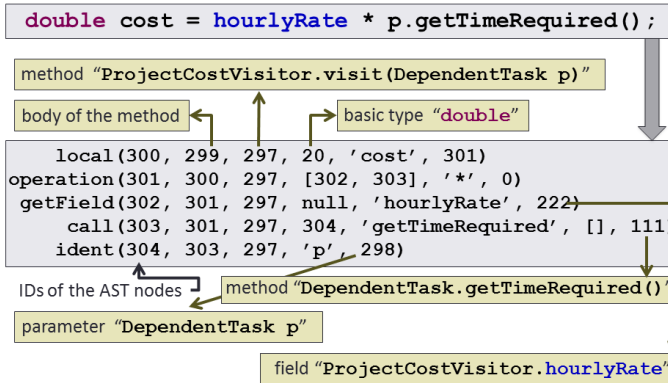 double cost = hourlyRate * p.getTimeRequired();
method “ProjectCostVisitor.visit(DependentTask p)”
body of the method
basic type “double”
local(300, 299, 297, 20, 'cost', 301)
operation(301, 300, 297, [302, 303], '*', 0)
getField(302, 301, 297, null, 'hourlyRate', 222)
call(303, 301, 297, 304, 'getTimeRequired', [], 111)
ident(304, 303, 297, 'p', 298)
IDs of the AST nodes
method “DependentTask.getTimeRequired()”
parameter “DependentTask p”
field “ProjectCostVisitor.hourlyRate”